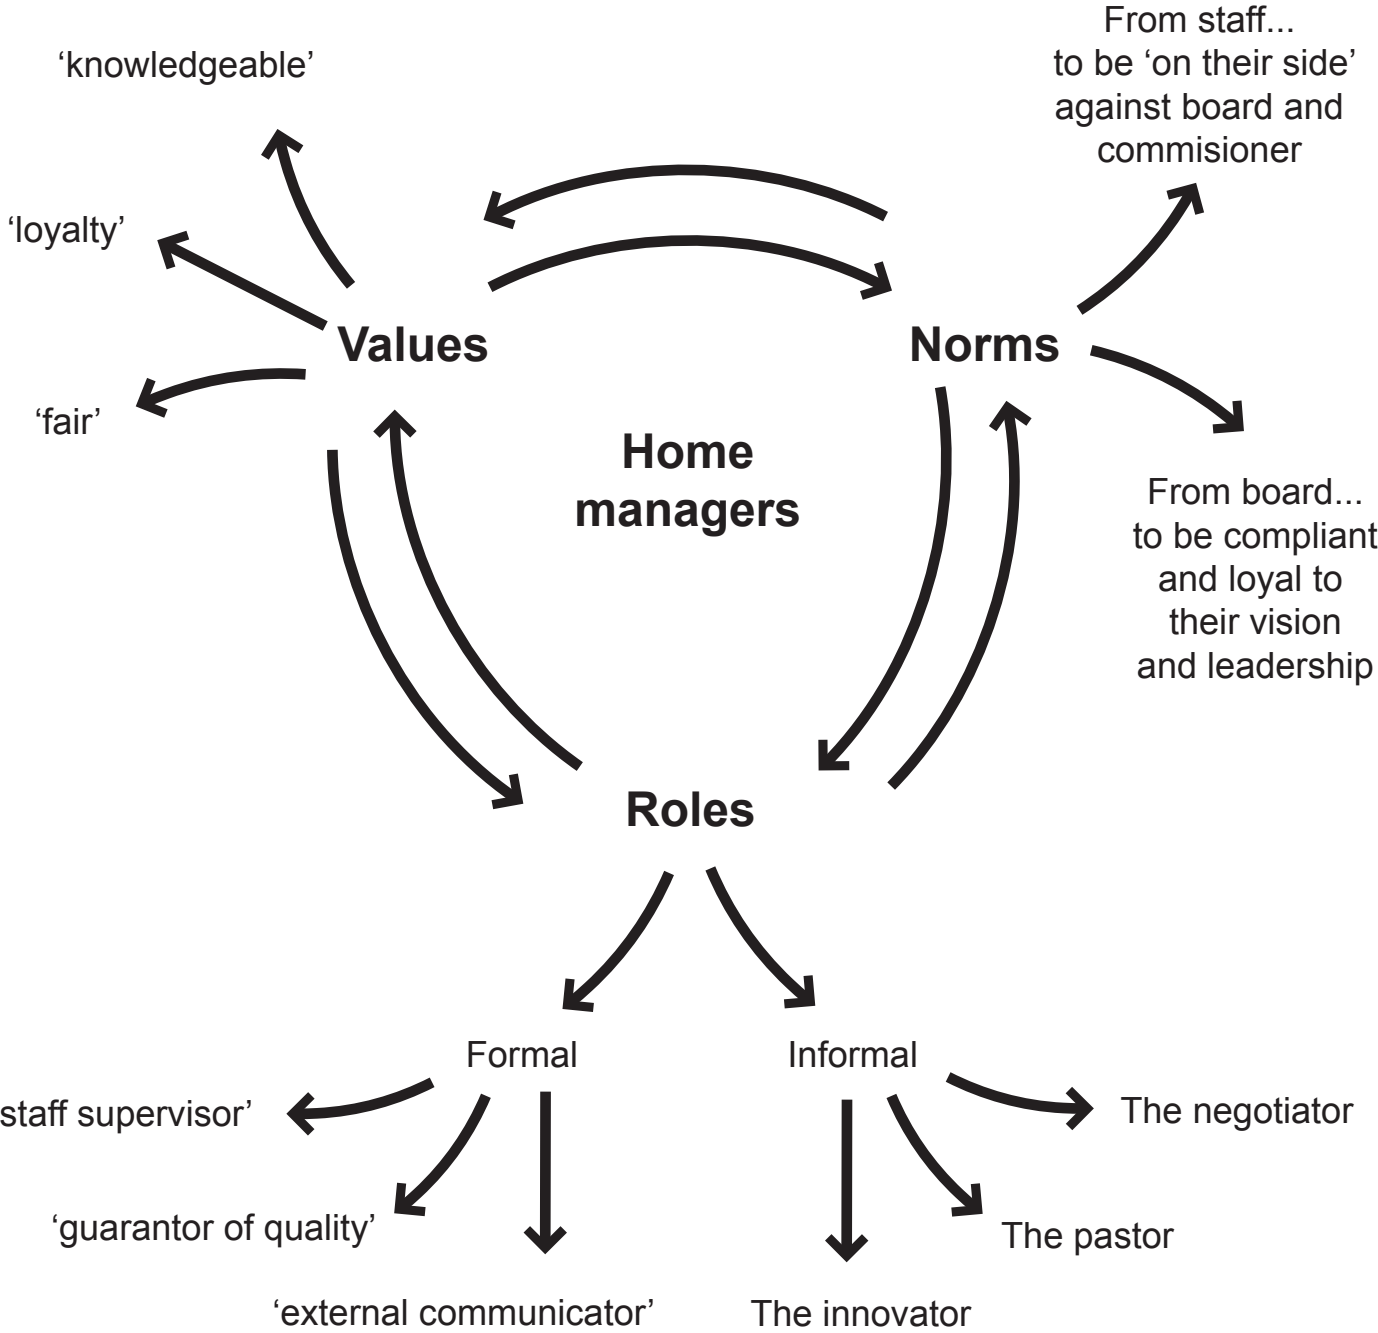 ‘knowledgeable’
‘loyalty’
‘fair’
Values
From staff...
to be ‘on their side’
against board and
commisioner
Norms
From board...
to be compliant
and loyal to
their vision
and leadership
Home
managers
Roles
Formal
staff supervisor’
‘guarantor of quality’
‘external communicator’
Informal
The innovator
The pastor
The negotiator